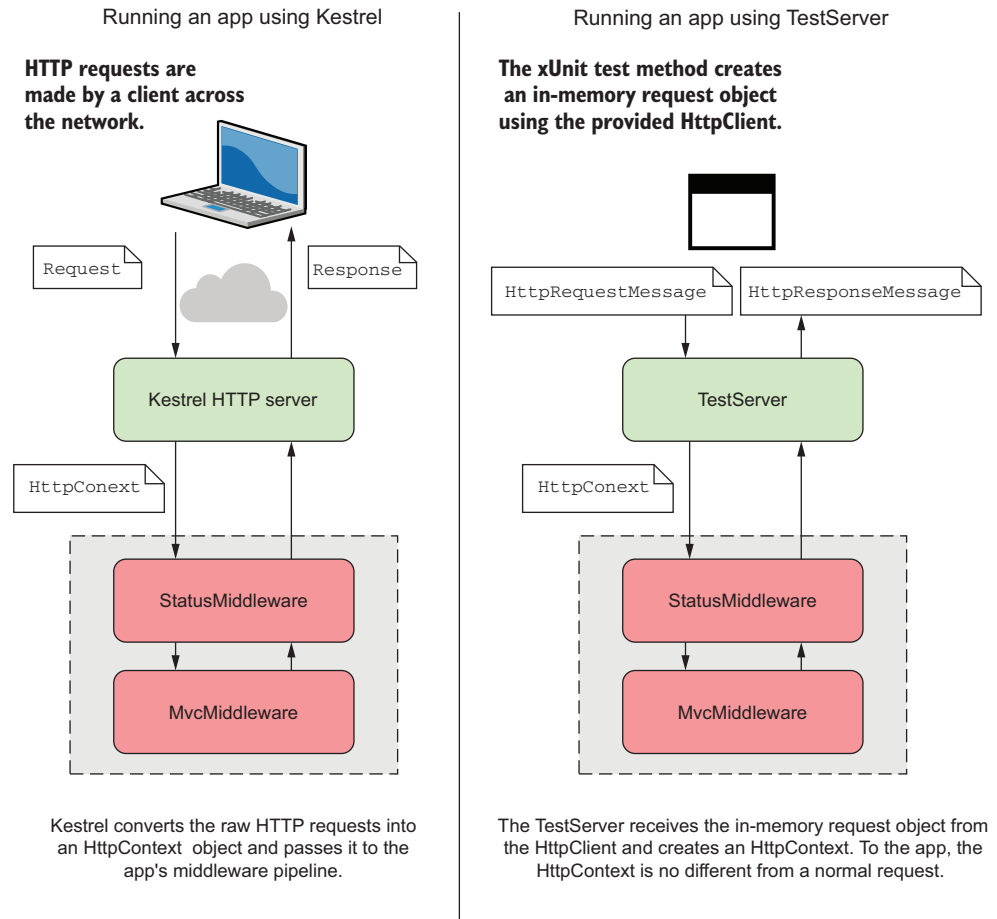 Running an app using Kestrel
HTTP requests are
made by a client across
the network.
Request
Response
Kestrel HTTP server
HttpConext
StatusMiddleware
MvcMiddleware
Kestrel converts the raw HTTP requests into
an HttpContext object and passes it to the
app's middleware pipeline.
Running an app using TestServer
The xUnit test method creates
an in-memory request object
using the provided HttpClient.
HttpRequestMessage
HttpResponseMessage
TestServer
HttpConext
StatusMiddleware
MvcMiddleware
The TestServer receives the in-memory request object from
the HttpClient and creates an HttpContext. To the app, the
HttpContext is no different from a normal request.